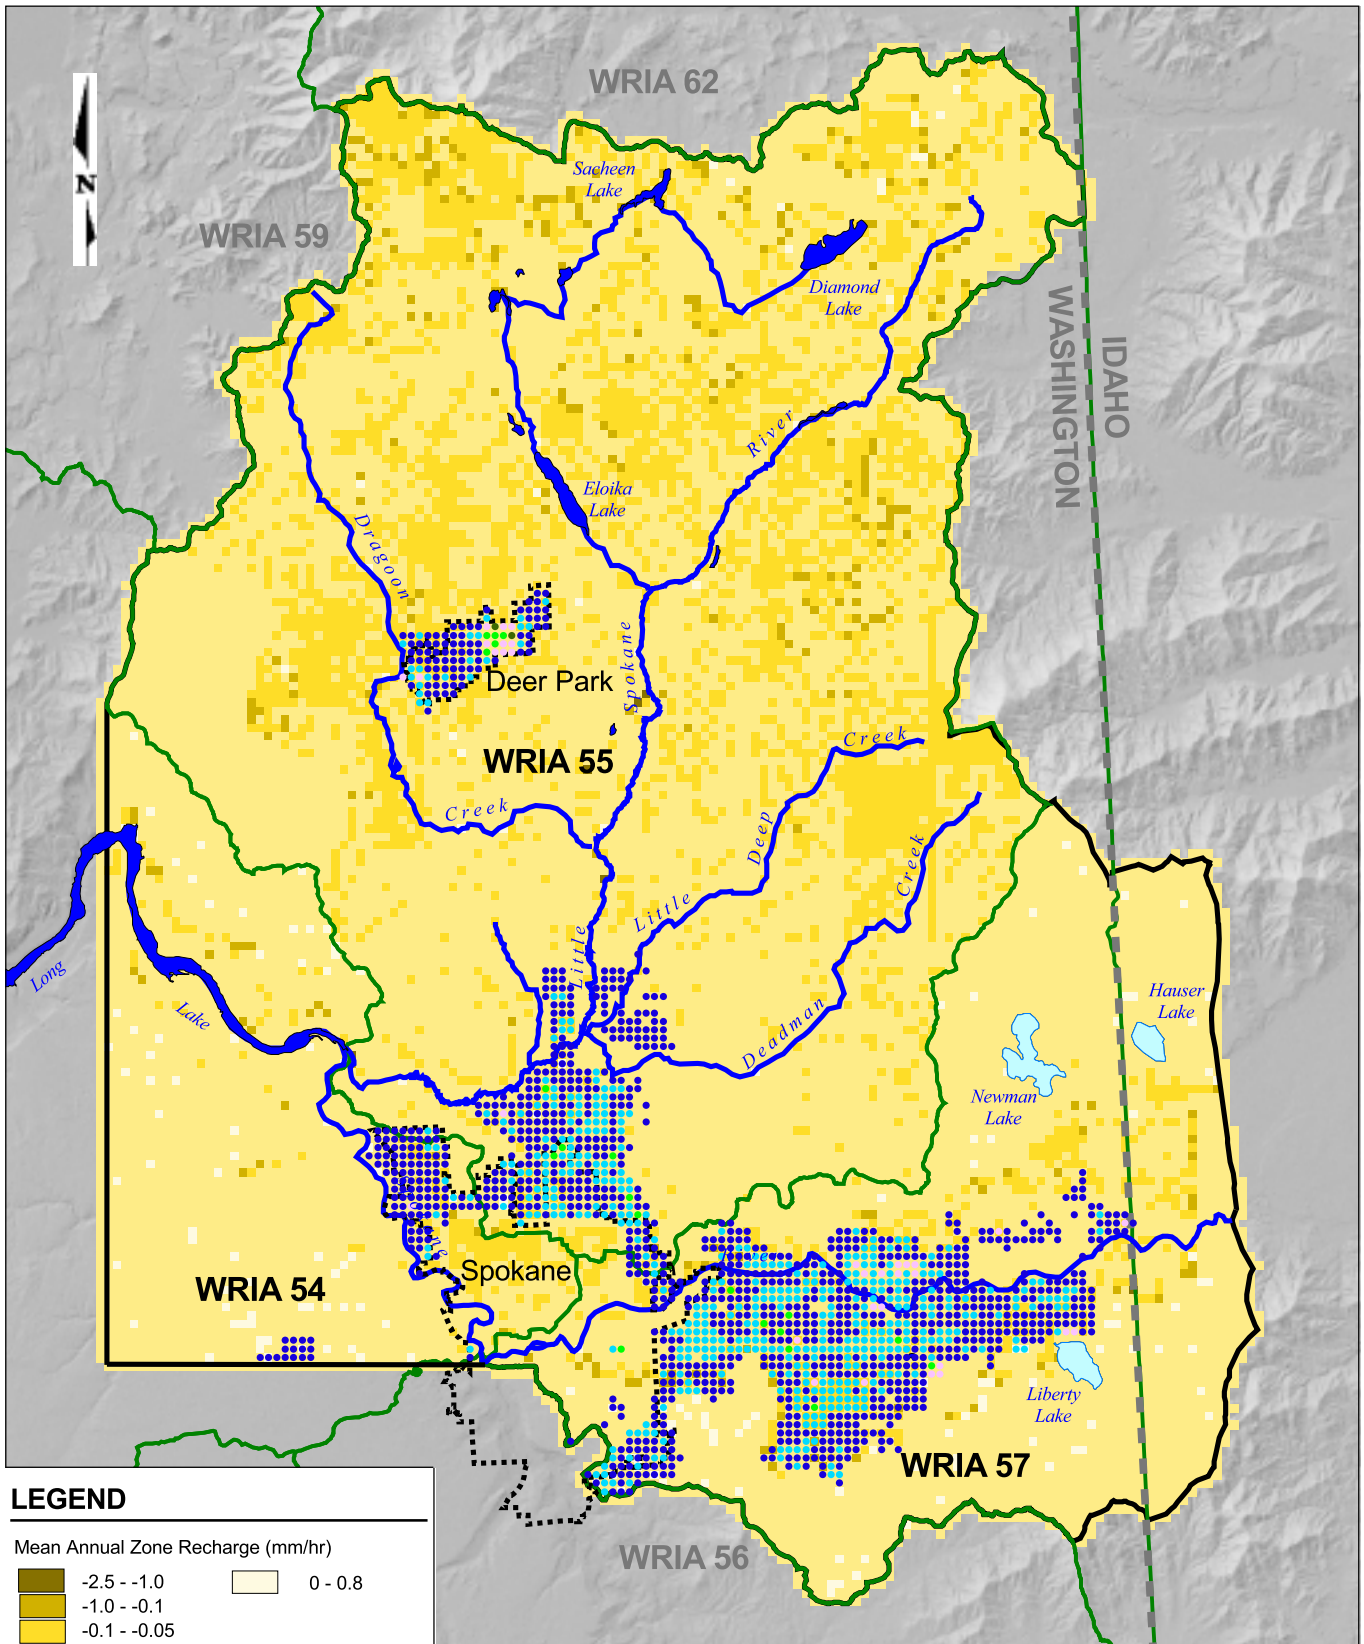 WRIA 62
Sacheen
Lake
N
WRIA 59
Diamond
Lake
WASHINGTON
IDAHO
River
Eloika
Lake
Dragoon
Spokane
Deer Park
Creek
WRIA 55
Creek
Deep
Creek
Little
Little
Long
Lake
Hauser
Lake
Deadman
Newman
Lake
Spokane
WRIA 54
Liberty
Lake
WRIA 57
LEGEND
WRIA 56
Mean Annual Zone Recharge (mm/hr)
-2.5 - -1.0
0 - 0.8
-1.0 - -0.1
-0.1 - -0.05